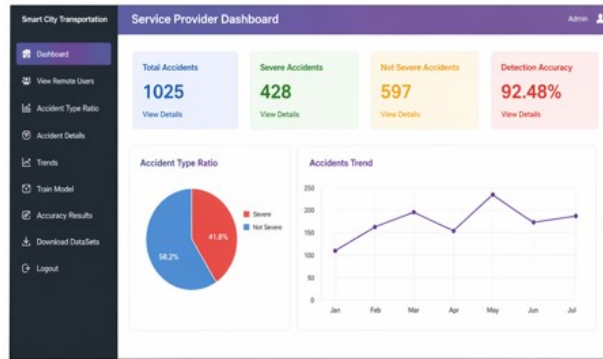 Smart City Transportation
Service Provider Dashboard
Admin
Dashboard
View Remote Users
Accident Type Ratio
Accident Details
Trends
Train Model
Accuracy Results
Download DataSets
Logout
Total Accidents
1025
View Details
Severe Accidents
428
View Details
Not Severe Accidents
597
View Details
Detection Accuracy
92.48%
View Details
Accident Type Ratio
41.8%
58.2%
Severe
Not Severe
Accidents Trend
250
200
150
100
50
0
Jan Feb Mar Apr May Jun Jul